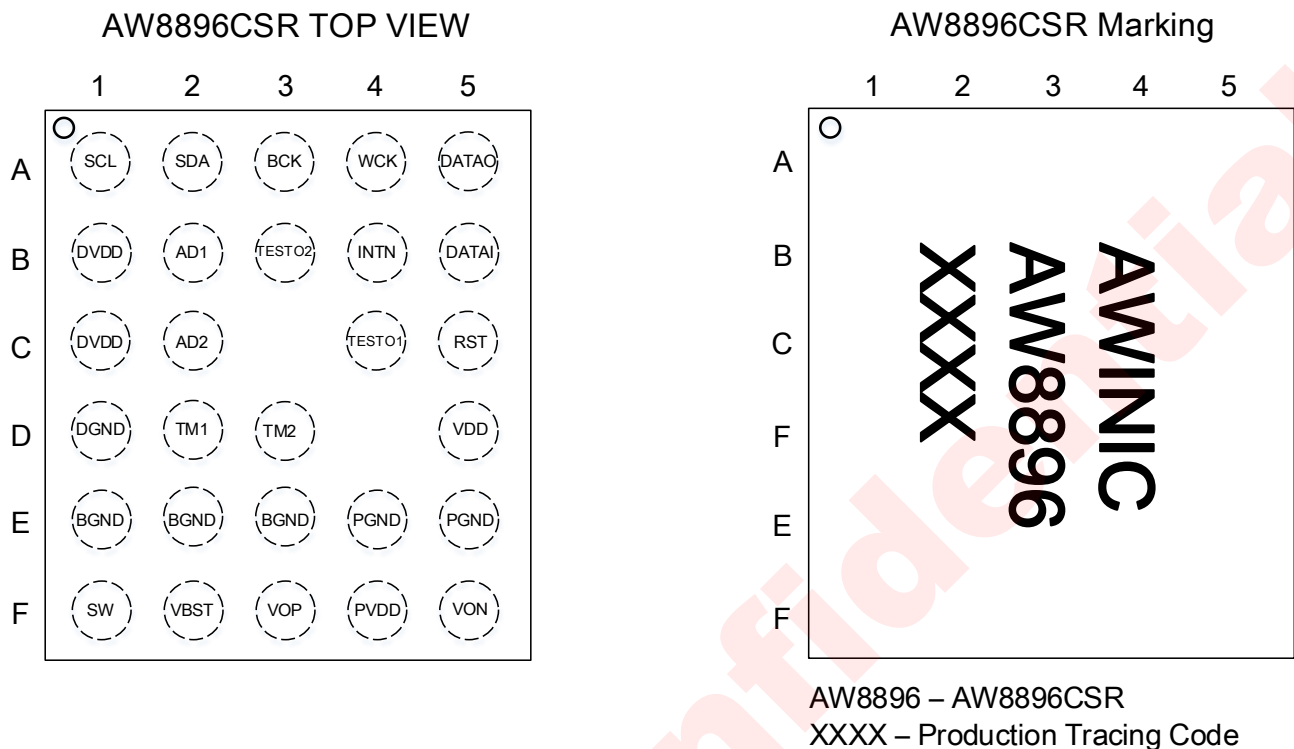 AW8896CSR TOP VIEW
1 2 3 4 5
A SCL SDA BCK WCK DATAO
B DVDD AD1 TESTO2 INTN DATAI
C DVDD AD2 TESTO1 RST
D DGND TM1 TM2 VDD
E BGND BGND BGND PGND PGND
F SW VBST VOP PVDD VON
AW8896CSR Marking
1 2 3 4 5
A
B
C
F
E
F
AWINIC
AW8896
XXXX
AW8896 – AW8896CSR
XXXX – Production Tracing Code
nfidential